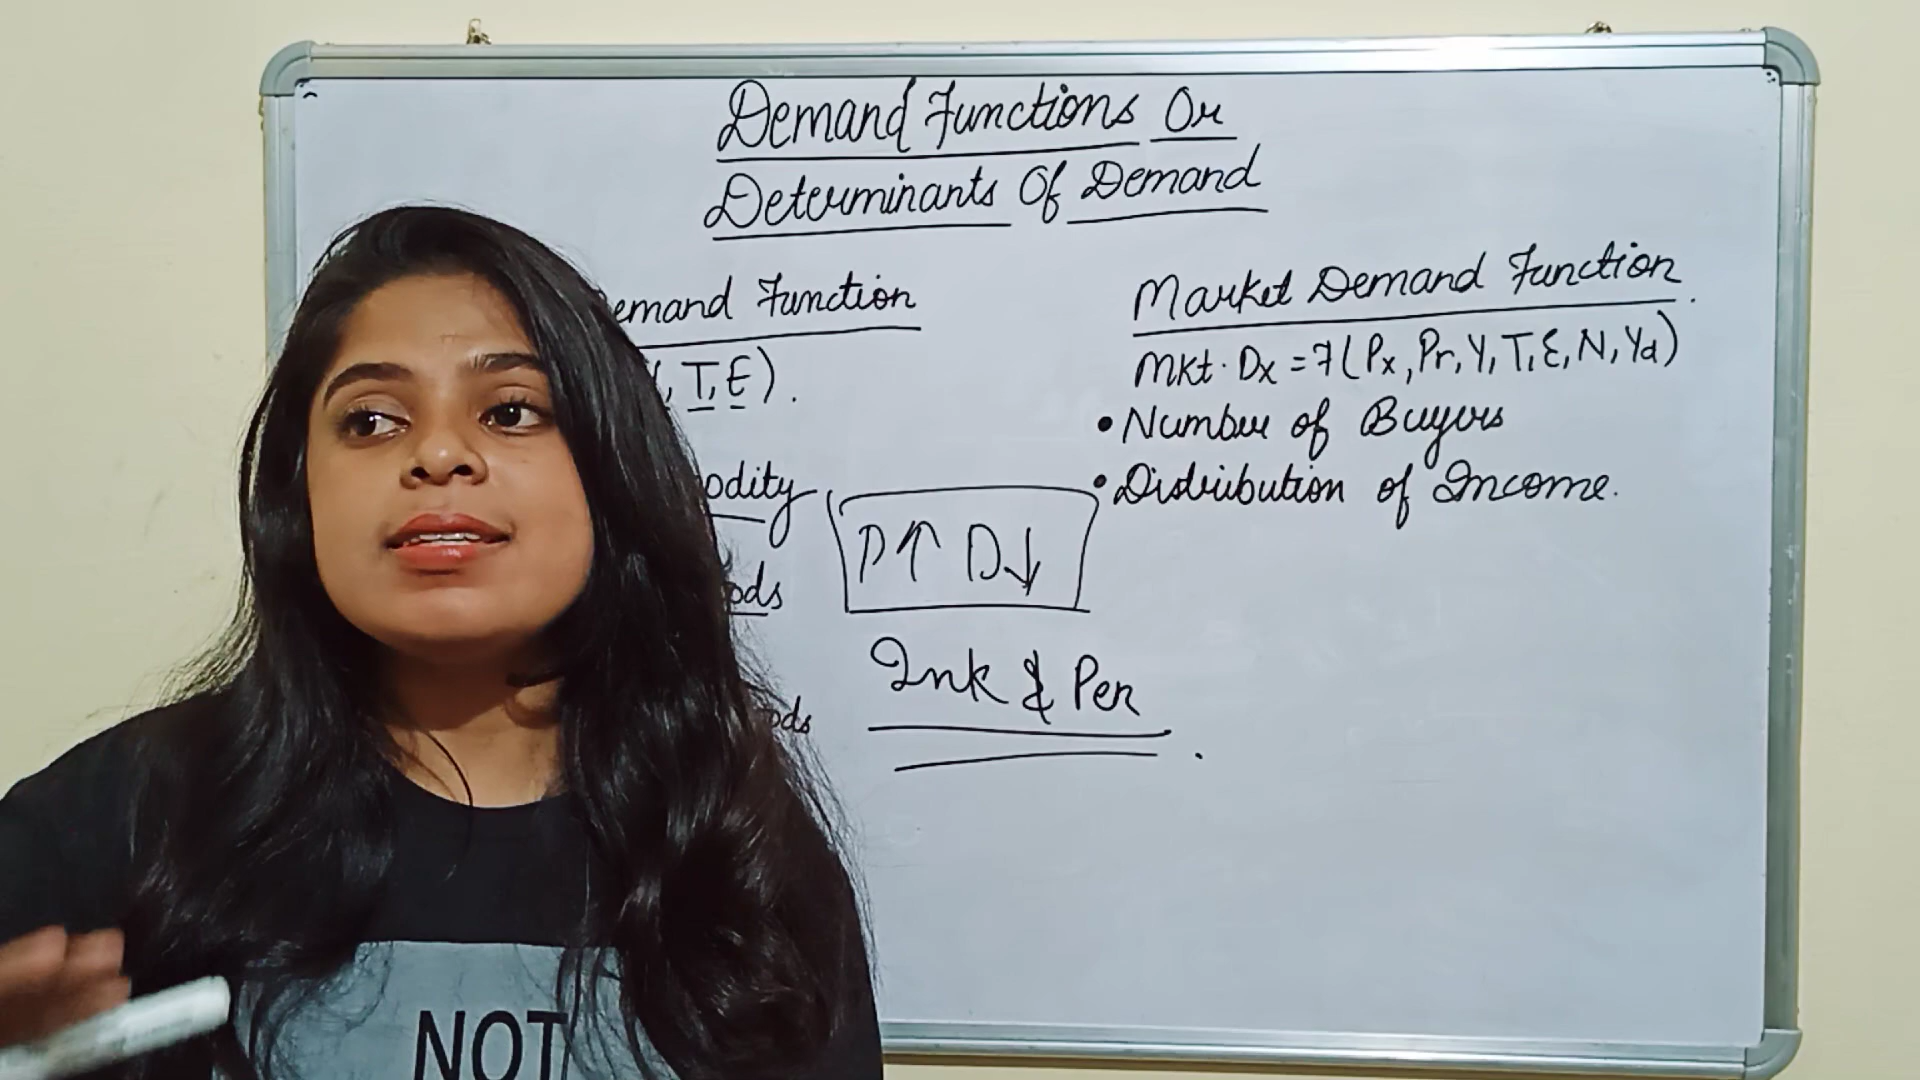 Demand Functions Or
Determinants Of Demand
emand Function
, T, E).
odity
P↑ D↓
ods
Ink & Pen
ods
Market Demand Function
Mkt. Dx = f (Px, Pr, Y, T, E, N, Yd)
• Number of Buyers
• Distribution of Income.
NOT